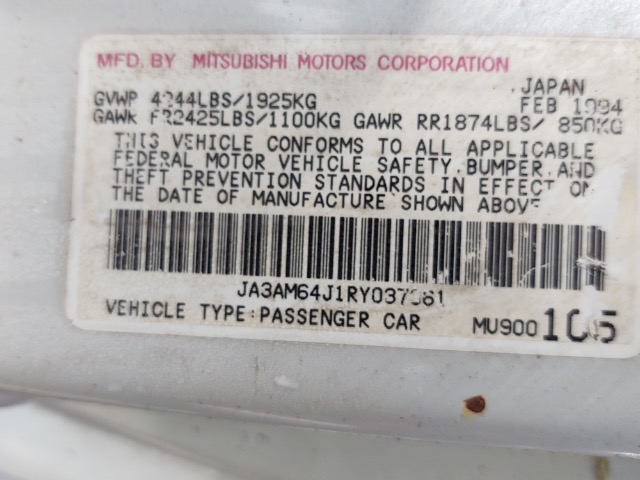 MFD. BY MITSUBISHI MOTORS CORPORATION
JAPAN
GVWP 4244LBS/1925KG FEB 1994
GAWR FR2425LBS/1100KG GAWR RR1874LBS/ 850KG
THIS VEHICLE CONFORMS TO ALL APPLICABLE
FEDERAL MOTOR VEHICLE SAFETY, BUMPER, AND
THEFT PREVENTION STANDARDS IN EFFECT ON
THE DATE OF MANUFACTURE SHOWN ABOVE
VEHICLE TYPE:PASSENGER CAR MU900105